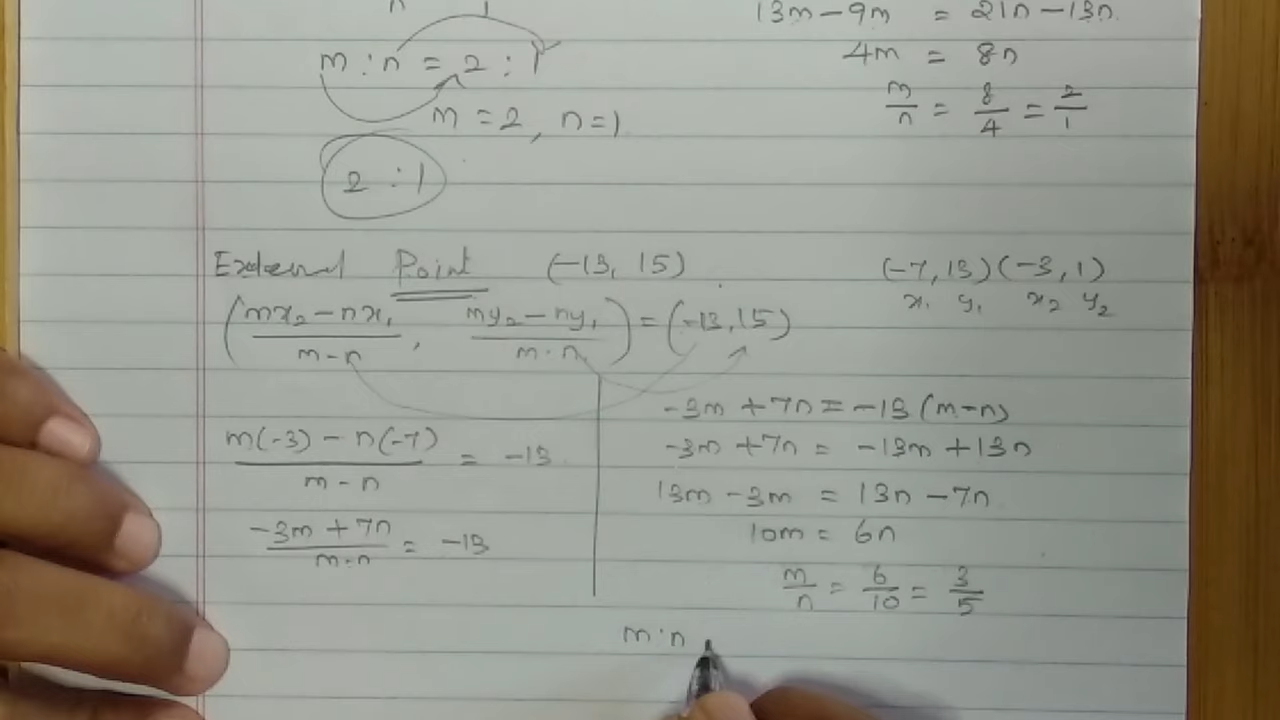 m : n = 2 : 1
m = 2 , n = 1
2 : 1
13m - 9m = 21n - 13n
4m = 8n
m/n = 8/4 = 2/1
External Point (-13, 15) (-7, 13) (-3, 1)
x₁ y₁ x₂ y₂
(mx₂ - nx₁ / m - n , my₂ - ny₁ / m - n) = (-13, 15)
m(-3) - n(-7) / m - n = -13
-3m + 7n / m - n = -13
-3m + 7n = -13 (m-n)
-3m + 7n = -13m + 13n
13m - 3m = 13n - 7n
10m = 6n
m/n = 6/10 = 3/5
m : n